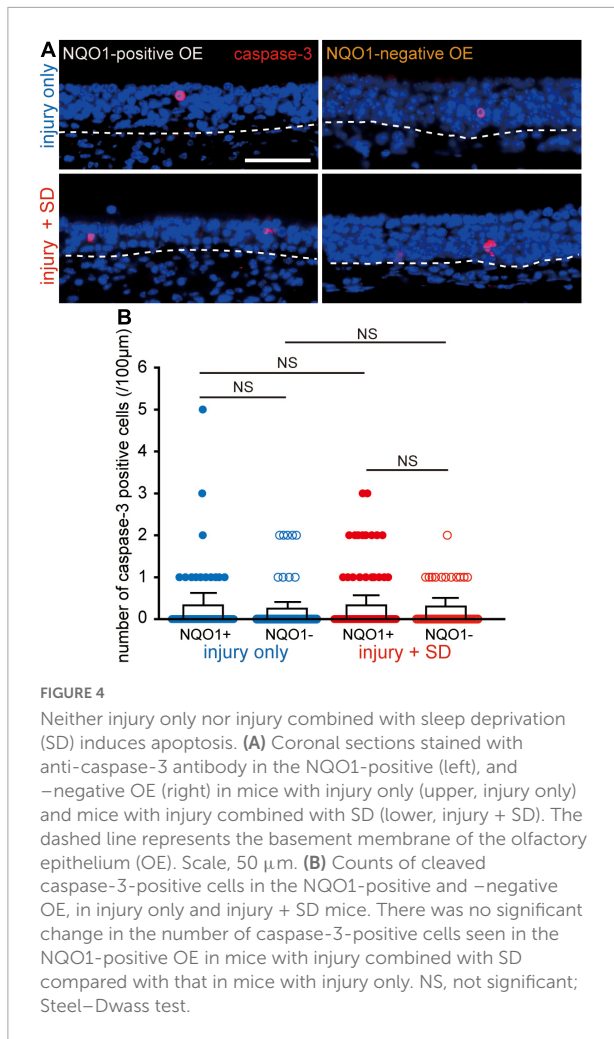 A
NQO1-positive OE
caspase-3
NQO1-negative OE
injury only
injury + SD
B
NS
NS
NS
NS
number of caspase-3 positive cells (/100μm)
6
5
4
3
2
1
0
NQO1+
NQO1-
NQO1+
NQO1-
injury only
injury + SD
FIGURE 4
Neither injury only nor injury combined with sleep deprivation
(SD) induces apoptosis. (A) Coronal sections stained with
anti-caspase-3 antibody in the NQO1-positive (left), and
–negative OE (right) in mice with injury only (upper, injury only)
and mice with injury combined with SD (lower, injury + SD). The
dashed line represents the basement membrane of the olfactory
epithelium (OE). Scale, 50 μm. (B) Counts of cleaved
caspase-3-positive cells in the NQO1-positive and –negative
OE, in injury only and injury + SD mice. There was no significant
change in the number of caspase-3-positive cells seen in the
NQO1-positive OE in mice with injury combined with SD
compared with that in mice with injury only. NS, not significant;
Steel–Dwass test.